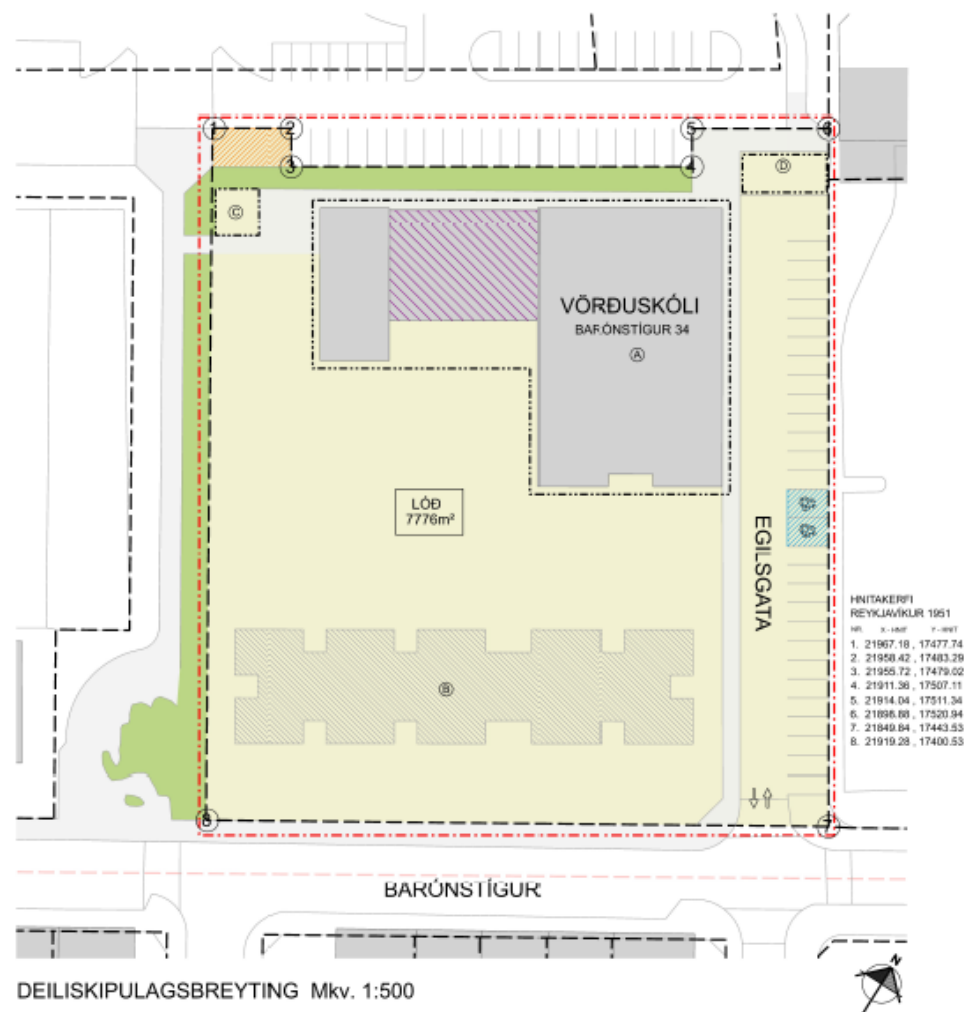 1
2
5
6
3
4
Ⓓ
Ⓒ
VÖRÐUSKÓLI
BARÓNSTÍGUR 34
Ⓐ
LÓÐ
7776m²
EGILSGATA
HNITAKERFI
REYKJAVÍKUR 1951
NR. X - HNIT Y - HNIT
1. 21967.18 , 17477.74
2. 21958.42 , 17483.29
3. 21955.72 , 17479.02
4. 21911.36 , 17507.11
5. 21914.04 , 17511.34
6. 21898.88 , 17520.94
7. 21849.84 , 17443.53
8. 21919.28 , 17400.53
Ⓑ
8
7
BARÓNSTÍGUR
N
DEILISKIPULAGSBREYTING Mkv. 1:500